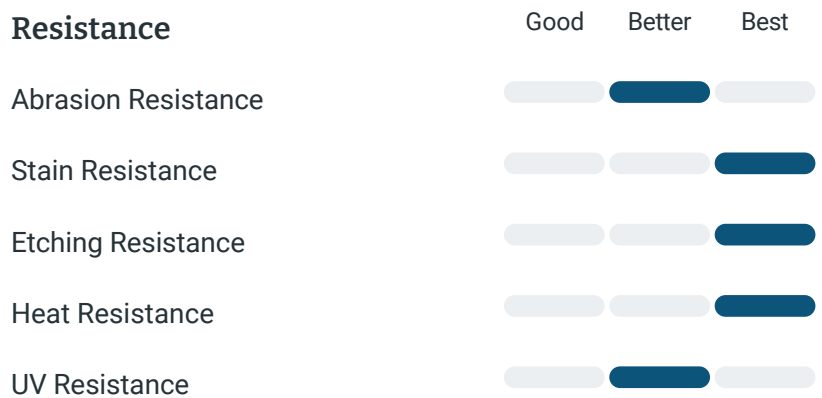 Resistance Good Better Best
Abrasion Resistance
Stain Resistance
Etching Resistance
Heat Resistance
UV Resistance